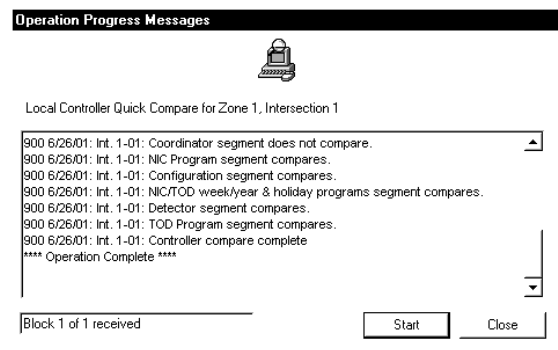 Operation Progress Messages
Local Controller Quick Compare for Zone 1, Intersection 1
900 6/26/01: Int. 1-01: Coordinator segment does not compare.
900 6/26/01: Int. 1-01: NIC Program segment compares.
900 6/26/01: Int. 1-01: Configuration segment compares.
900 6/26/01: Int. 1-01: NIC/TOD week/year & holiday programs segment compares.
900 6/26/01: Int. 1-01: Detector segment compares.
900 6/26/01: Int. 1-01: TOD Program segment compares.
900 6/26/01: Int. 1-01: Controller compare complete
**** Operation Complete ****
Block 1 of 1 received
Start
Close